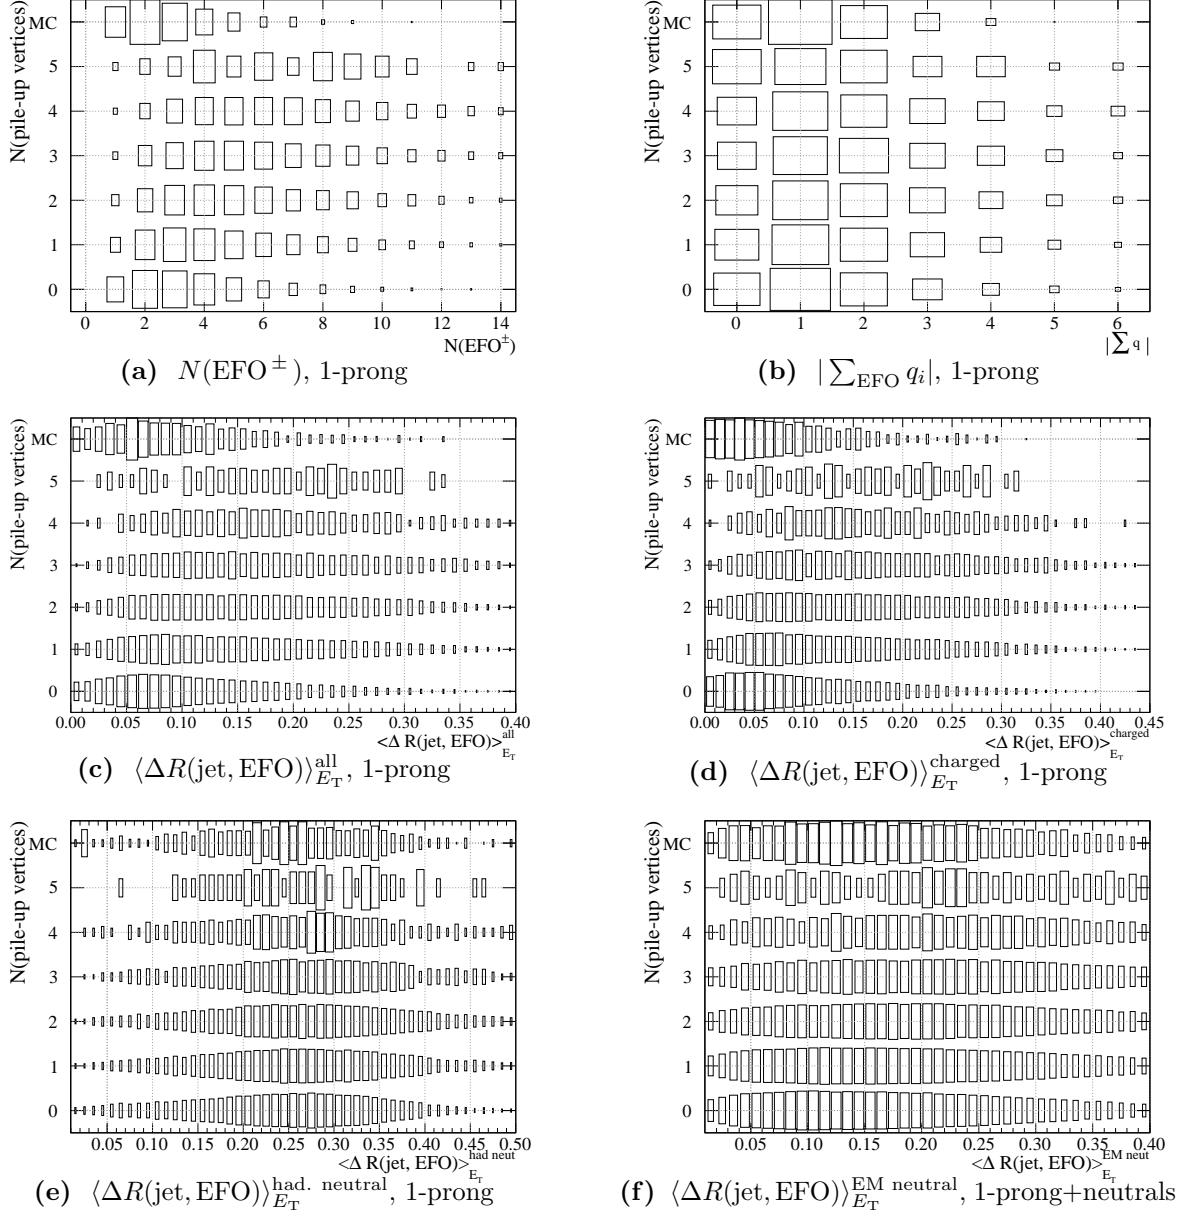 N(pile-up vertices)
MC
5
4
3
2
1
0
0 2 4 6 8 10 12 14
N(EFO±)
(a) N(EFO ±), 1-prong
N(pile-up vertices)
MC
5
4
3
2
1
0
0 1 2 3 4 5 6
|∑ q |
(b) |∑EFO qi|, 1-prong
N(pile-up vertices)
MC
5
4
3
2
1
0
0.00 0.05 0.10 0.15 0.20 0.25 0.30 0.35 0.40
<Δ R(jet, EFO)>all ET
(c) ⟨ΔR(jet, EFO)⟩all ET, 1-prong
N(pile-up vertices)
MC
5
4
3
2
1
0
0.00 0.05 0.10 0.15 0.20 0.25 0.30 0.35 0.40 0.45
<Δ R(jet, EFO)>charged ET
(d) ⟨ΔR(jet, EFO)⟩charged ET, 1-prong
N(pile-up vertices)
MC
5
4
3
2
1
0
0.05 0.10 0.15 0.20 0.25 0.30 0.35 0.40 0.45 0.50
<Δ R(jet, EFO)>had neut ET
(e) ⟨ΔR(jet, EFO)⟩had. neutral ET, 1-prong
N(pile-up vertices)
MC
5
4
3
2
1
0
0.05 0.10 0.15 0.20 0.25 0.30 0.35 0.40
<Δ R(jet, EFO)>EM neut ET
(f) ⟨ΔR(jet, EFO)⟩EM neutral ET, 1-prong+neutrals